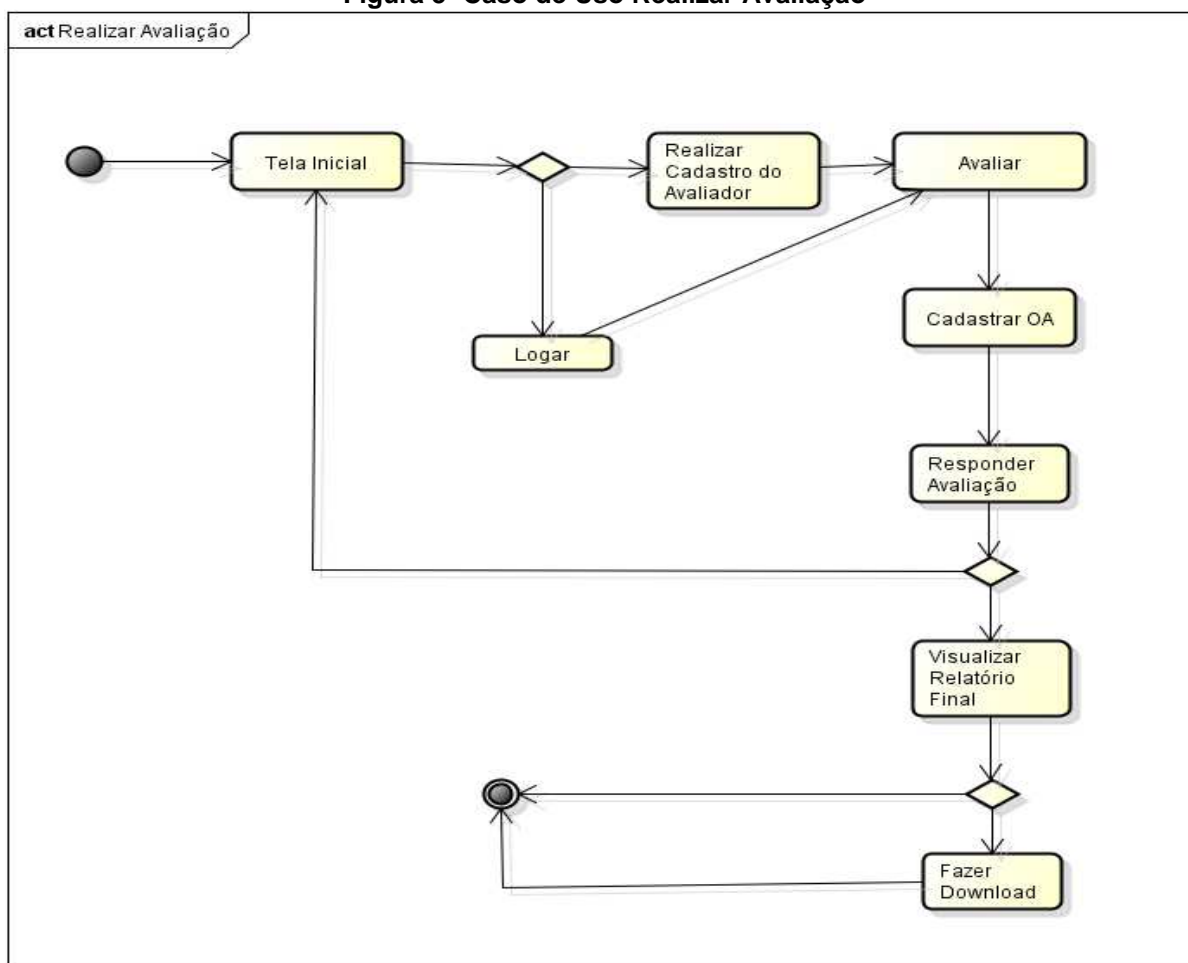 Figura 3- Caso de Uso Realizar Avaliação
act Realizar Avaliação
Tela Inicial
Realizar
Cadastro do
Avaliador
Avaliar
Logar
Cadastrar OA
Responder
Avaliação
Visualizar
Relatório
Final
Fazer
Download